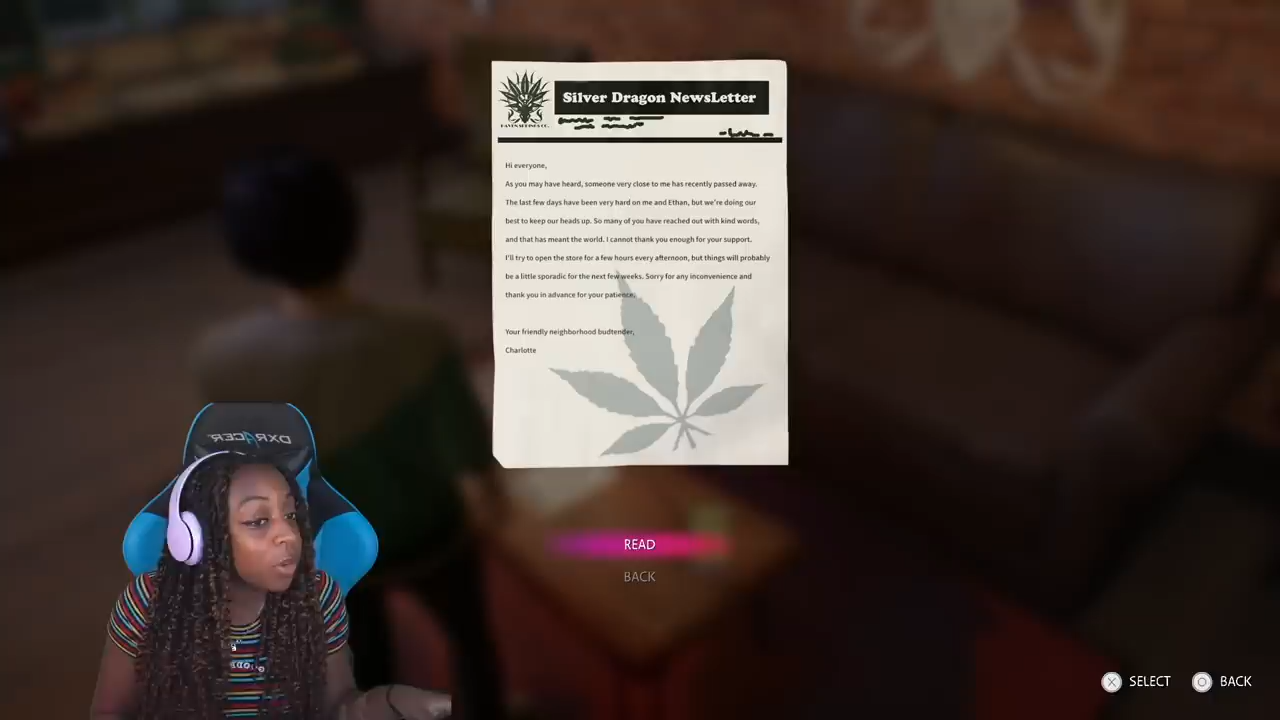 Silver Dragon NewsLetter
HAVEN SPRINGS CO.
Hi everyone,
As you may have heard, someone very close to me has recently passed away.
The last few days have been very hard on me and Ethan, but we're doing our
best to keep our heads up. So many of you have reached out with kind words,
and that has meant the world. I cannot thank you enough for your support.
I'll try to open the store for a few hours every afternoon, but things will probably
be a little sporadic for the next few weeks. Sorry for any inconvenience and
thank you in advance for your patience.
Your friendly neighborhood budtender,
Charlotte
DXRACER
READ
BACK
SELECT
BACK